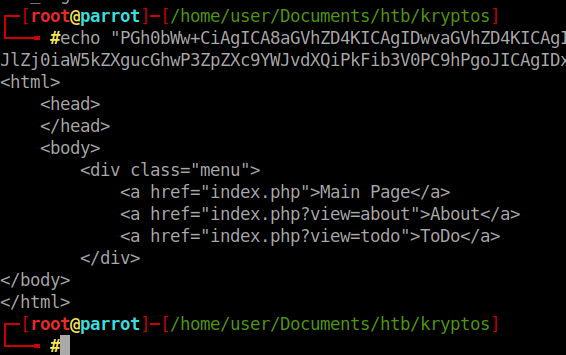 [root@parrot]─[/home/user/Documents/htb/kryptos]
#echo "PGh0bWw+CiAgICA8aGVhZD4KICAgIDwvaGVhZD4KICAgI
JlZj0iaW5kZXgucGhwP3ZpZXc9YWJvdXQiPkFib3V0PC9hPgoJICAgIDx
<html>
<head>
</head>
<body>
<div class="menu">
<a href="index.php">Main Page</a>
<a href="index.php?view=about">About</a>
<a href="index.php?view=todo">ToDo</a>
</div>
</body>
</html>
[root@parrot]─[/home/user/Documents/htb/kryptos]
#